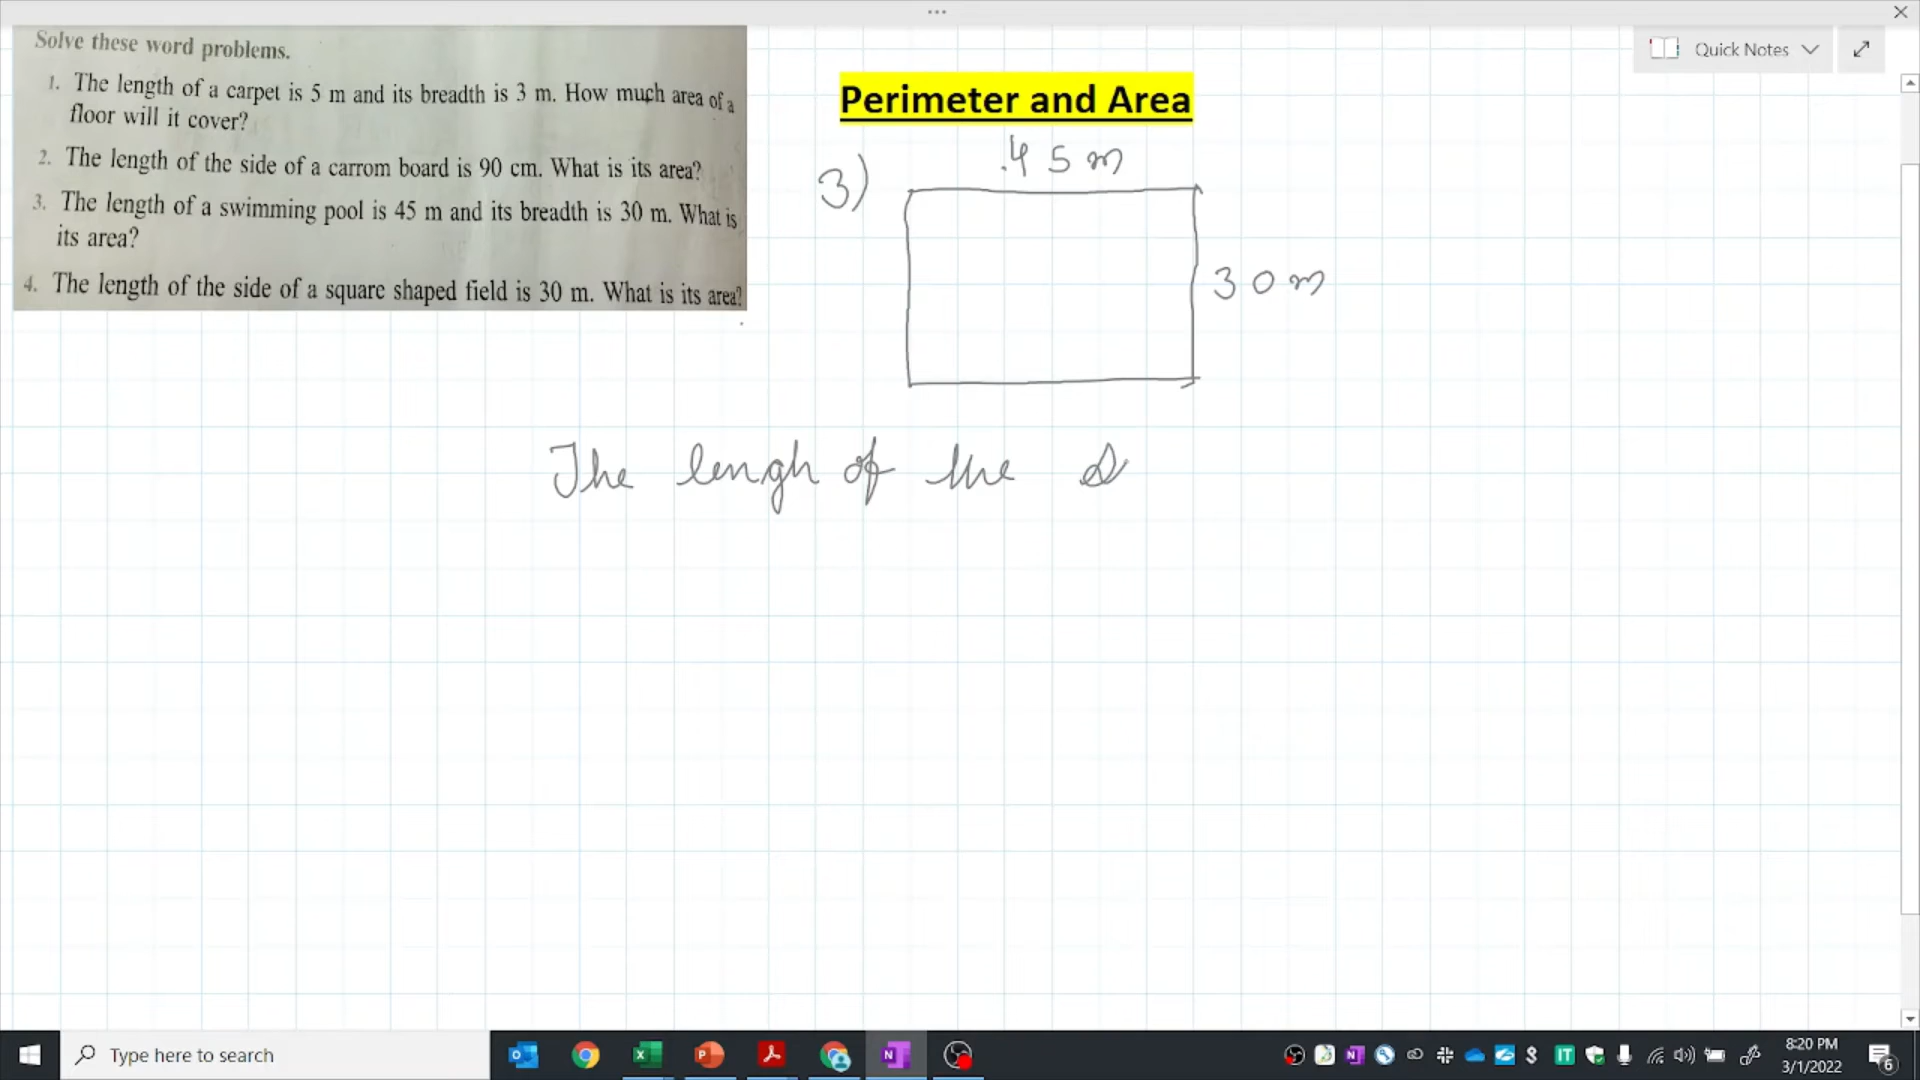 Solve these word problems.
1. The length of a carpet is 5 m and its breadth is 3 m. How much area of a
floor will it cover?
2. The length of the side of a carrom board is 90 cm. What is its area?
3. The length of a swimming pool is 45 m and its breadth is 30 m. What is
its area?
4. The length of the side of a square shaped field is 30 m. What is its area?
Quick Notes
Perimeter and Area
3)
45 m
30 m
The lengh of the s
Type here to search
8:20 PM
3/1/2022
6